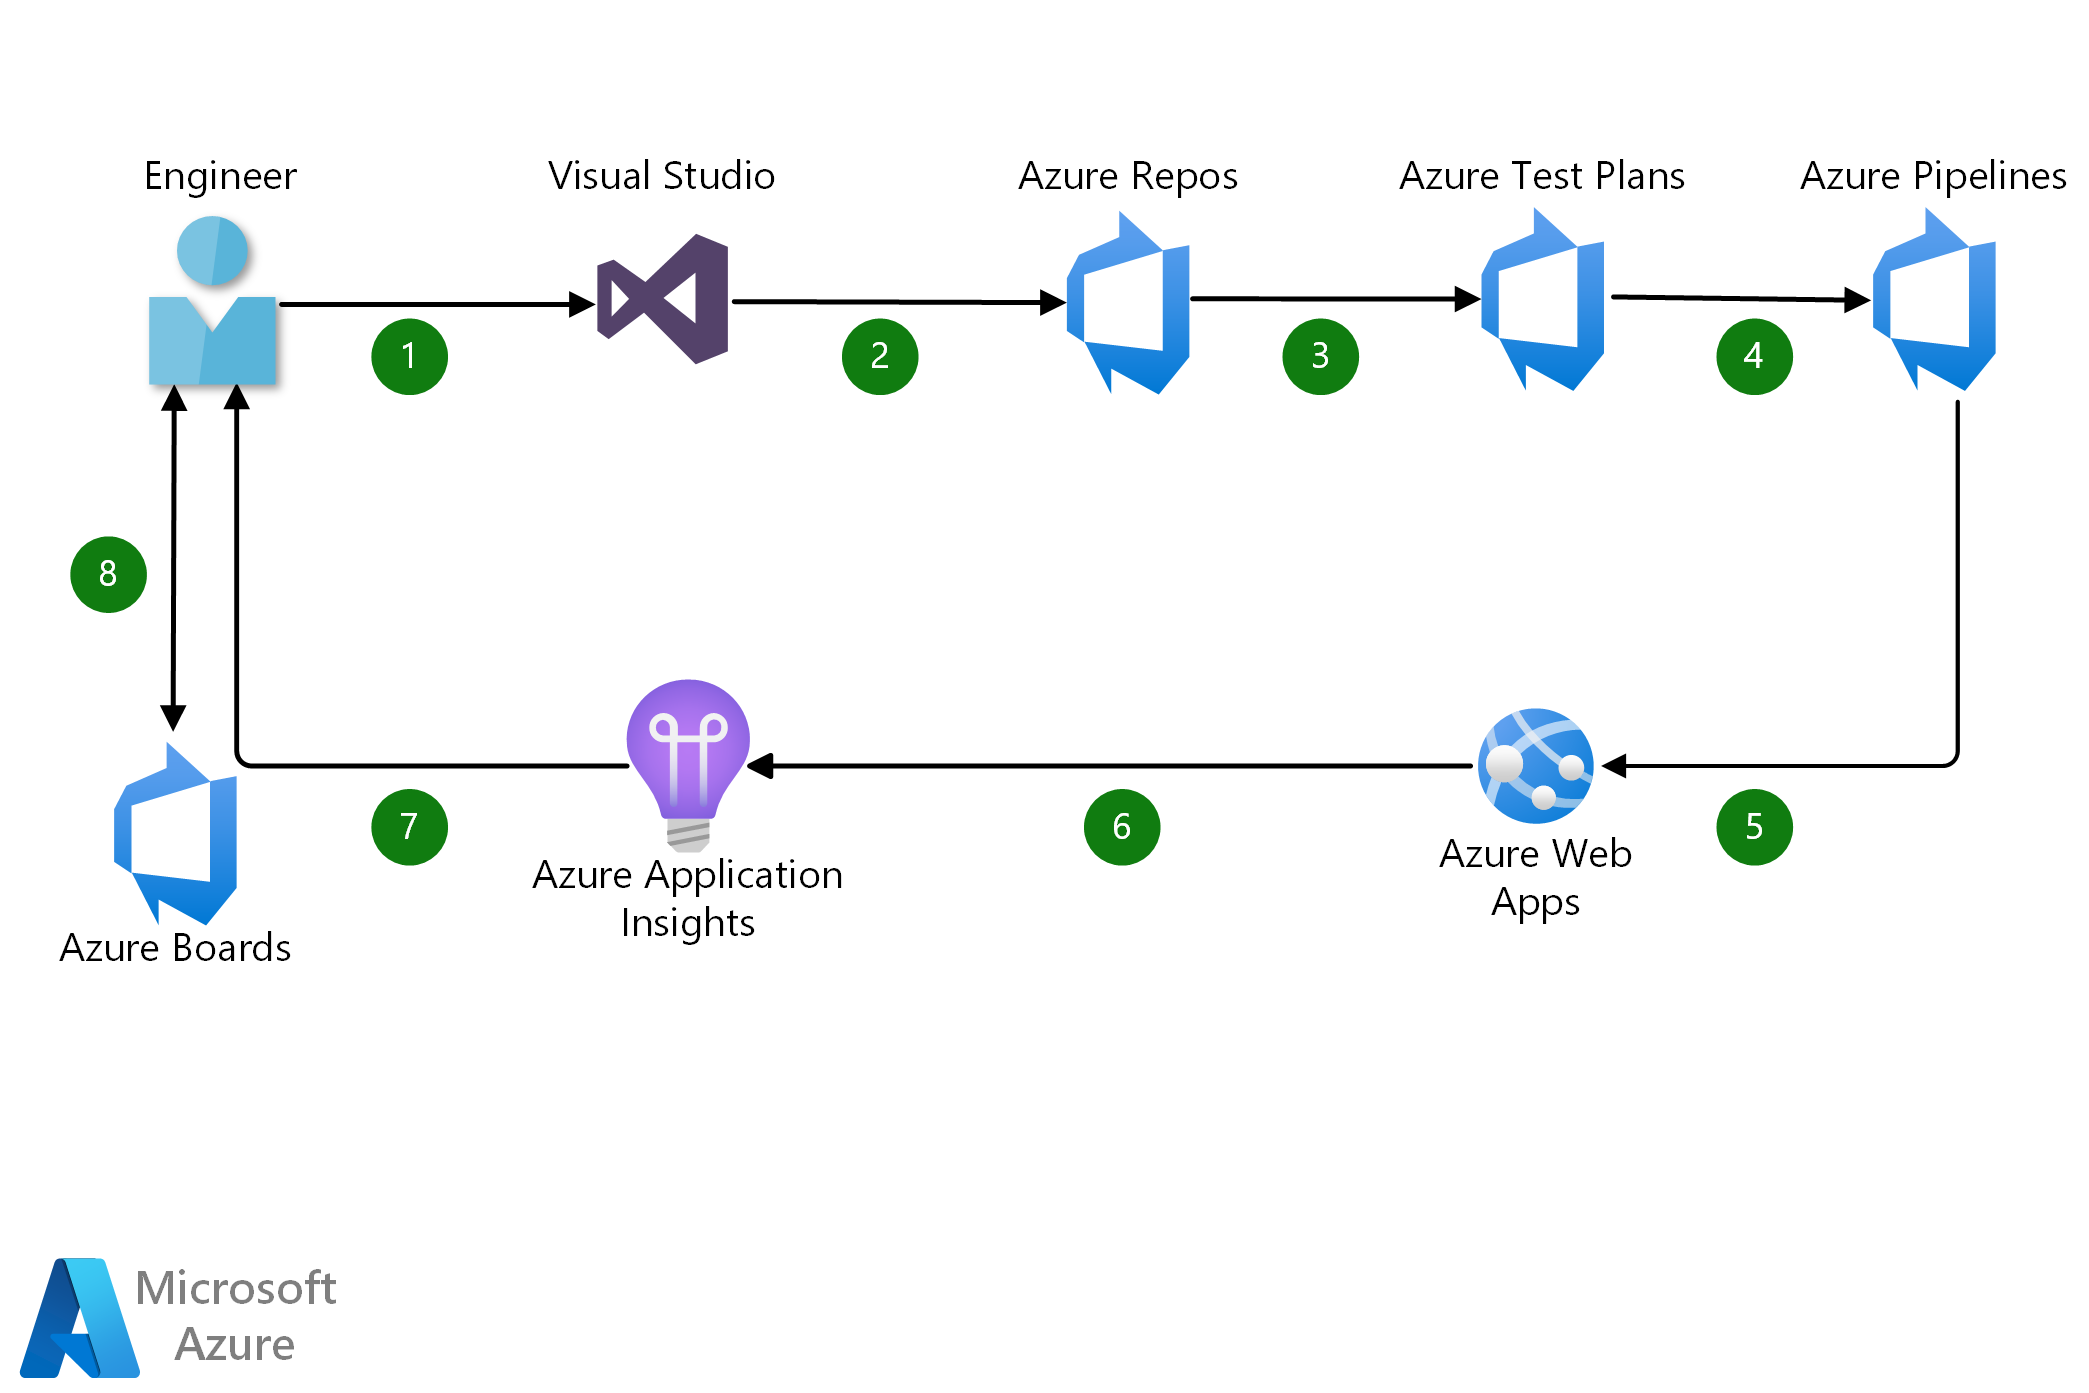 Engineer
Visual Studio
Azure Repos
Azure Test Plans
Azure Pipelines
1
2
3
4
8
7
6
5
Azure Boards
Azure Application
Insights
Azure Web
Apps
Microsoft
Azure